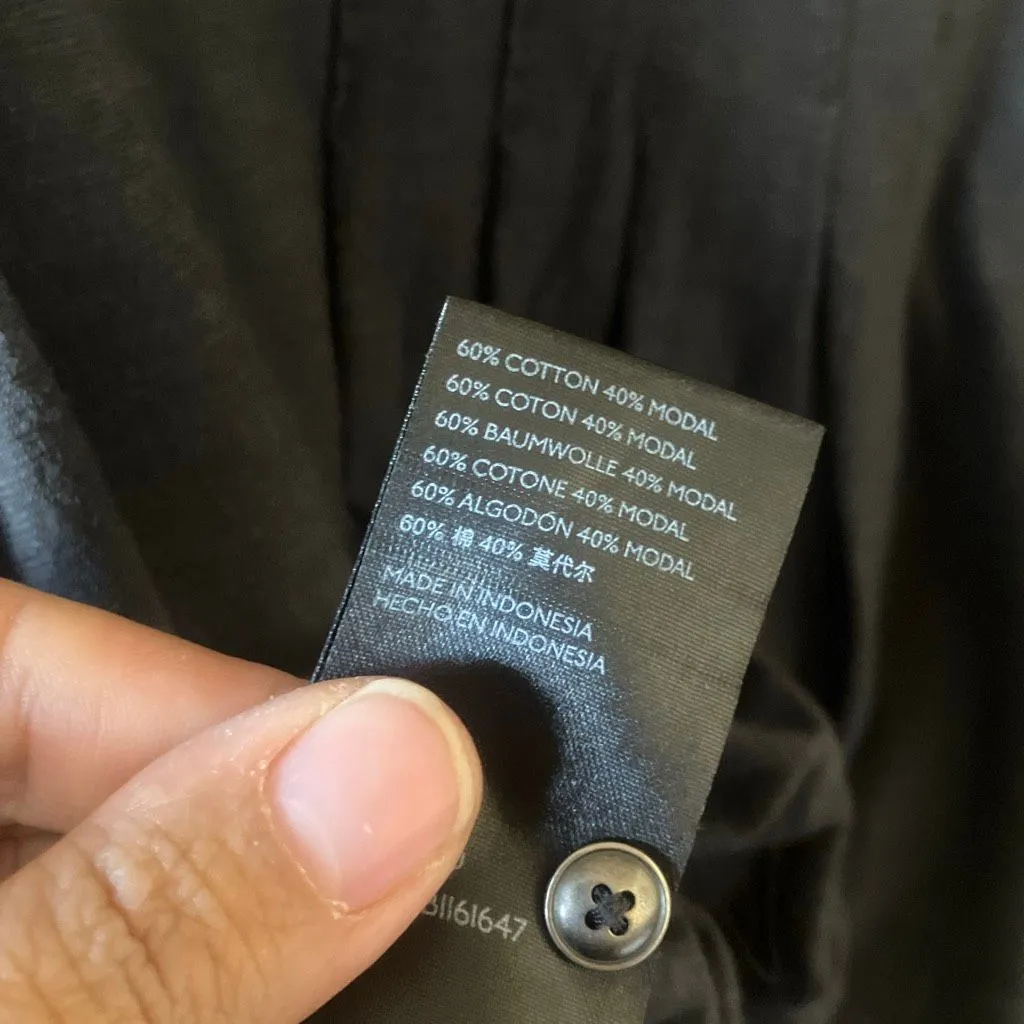 60% COTTON 40% MODAL
60% COTON 40% MODAL
60% BAUMWOLLE 40% MODAL
60% COTONE 40% MODAL
60% ALGODÓN 40% MODAL
60% 棉 40% 莫代尔
MADE IN INDONESIA
HECHO EN INDONESIA